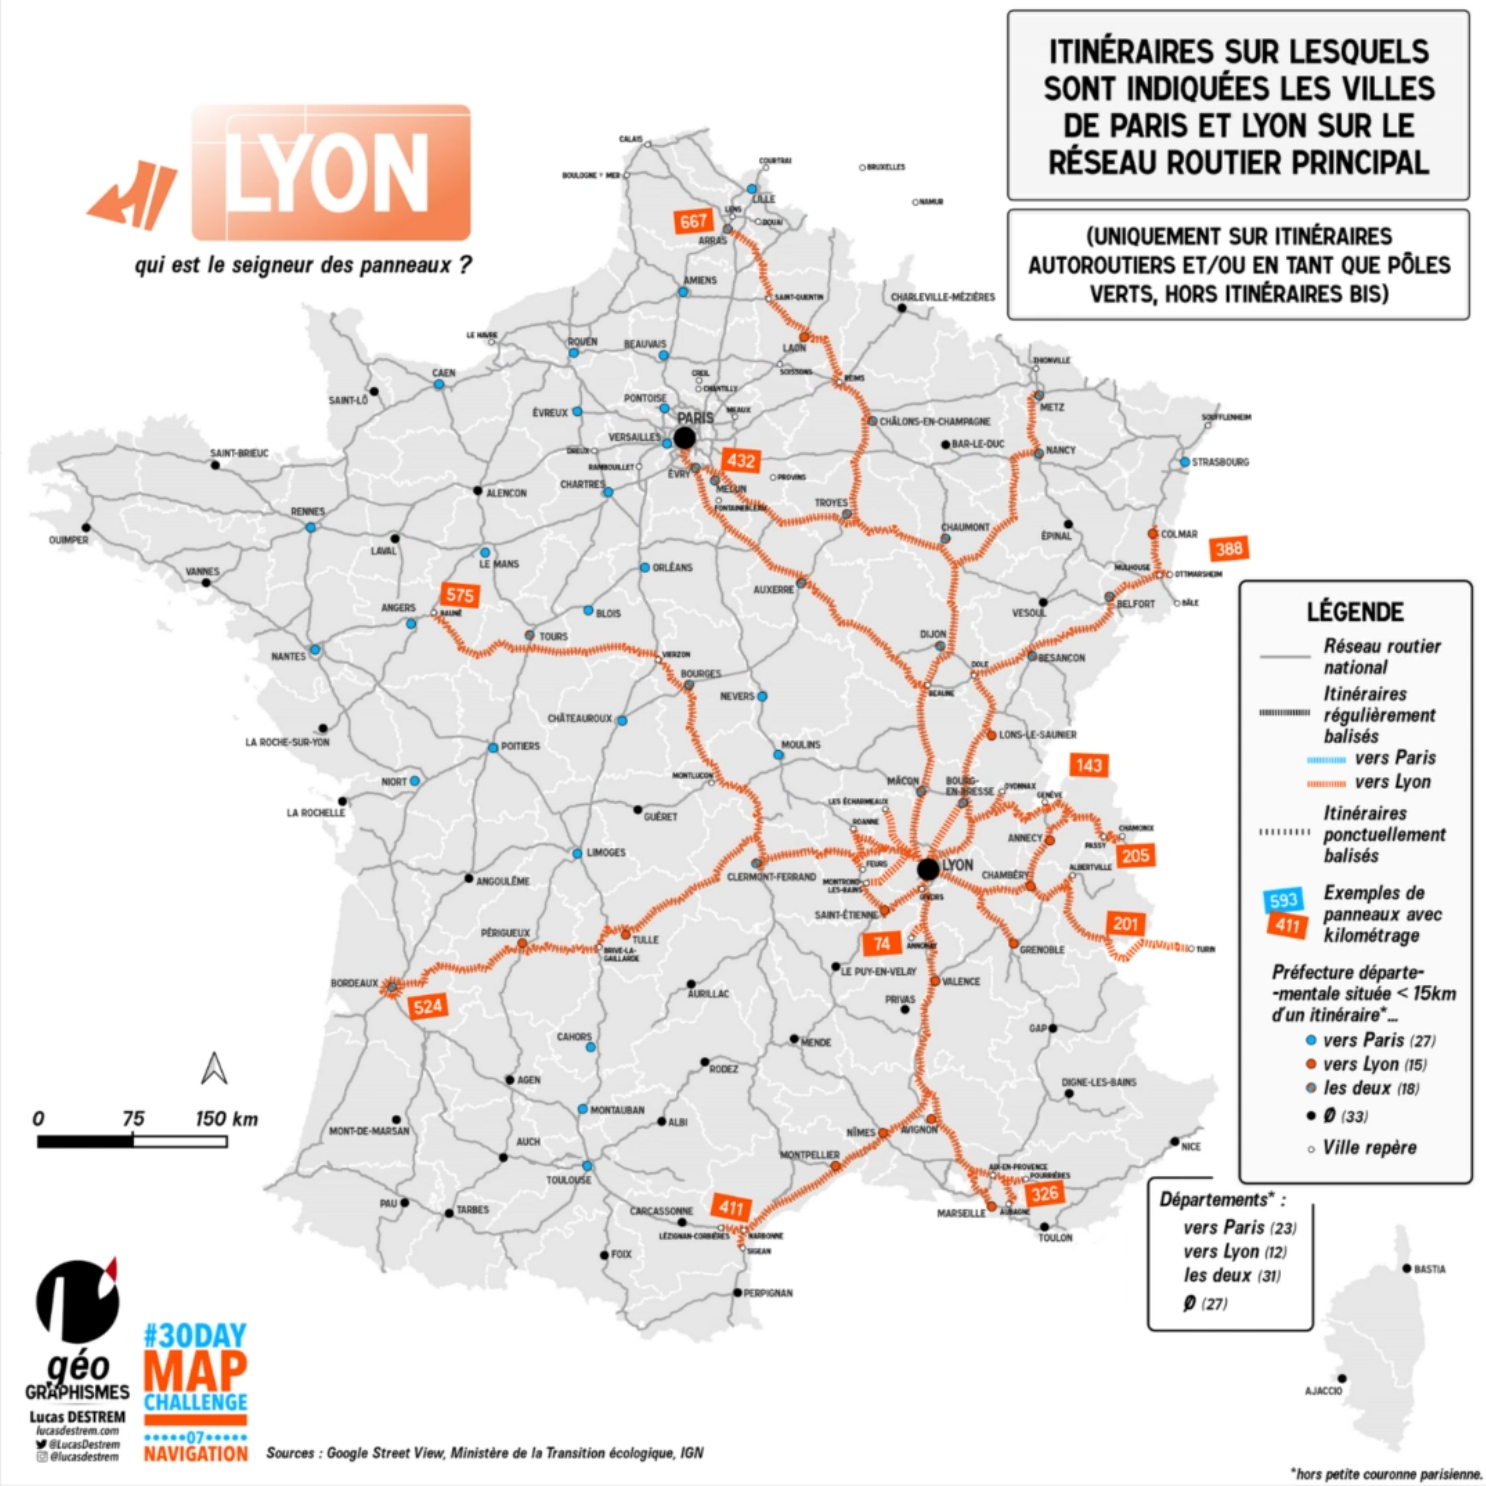 ITINÉRAIRES SUR LESQUELS
SONT INDIQUÉES LES VILLES
DE PARIS ET LYON SUR LE
RÉSEAU ROUTIER PRINCIPAL
(UNIQUEMENT SUR ITINÉRAIRES
AUTOROUTIERS ET/OU EN TANT QUE PÔLES
VERTS, HORS ITINÉRAIRES BIS)
LYON
qui est le seigneur des panneaux ?
CALAIS
COURTRAI
BRUXELLES
BOULOGNE S/ MER
LILLE
NAMUR
LENS
667
DOUAI
ARRAS
AMIENS
SAINT-QUENTIN
CHARLEVILLE-MÉZIÈRES
LE HAVRE
ROUEN
BEAUVAIS
LAON
THIONVILLE
SOISSONS
CAEN
CREIL
REIMS
CHANTILLY
SAINT-LÔ
PONTOISE
METZ
ÉVREUX
MEAUX
PARIS
CHÂLONS-EN-CHAMPAGNE
SOUFFLENHEIM
VERSAILLES
BAR-LE-DUC
SAINT-BRIEUC
DREUX
NANCY
STRASBOURG
RAMBOUILLET
432
ÉVRY
PROVINS
CHARTRES
MELUN
ALENCON
FONTAINEBLEAU
TROYES
RENNES
CHAUMONT
QUIMPER
ÉPINAL
COLMAR
LAVAL
388
LE MANS
ORLÉANS
MULHOUSE
OTTMARSHEIM
VANNES
AUXERRE
575
BELFORT
BÂLE
ANGERS
BAUNÉ
BLOIS
VESOUL
TOURS
DIJON
NANTES
VIERZON
DOLE
BESANCON
BOURGES
NEVERS
BEAUNE
CHÂTEAUROUX
LA ROCHE-SUR-YON
LONS-LE-SAUNIER
POITIERS
MOULINS
143
NIORT
MONTLUCON
MÂCON
BOURG-
EN-BRESSE
OYONNAX
GENÈVE
LES ÉCHARMEAUX
LA ROCHELLE
GUÉRET
ROANNE
CHAMONIX
ANNECY
PASSY
205
LIMOGES
FEURS
LYON
ALBERTVILLE
CLERMONT-FERRAND
CHAMBÉRY
ANGOULÊME
MONTROND-
LES-BAINS
GIVORS
SAINT-ÉTIENNE
201
PÉRIGUEUX
TULLE
74
ANNONAY
GRENOBLE
TURIN
BRIVE-LA-
GAILLARDE
LE PUY-EN-VELAY
BORDEAUX
VALENCE
524
AURILLAC
PRIVAS
GAP
CAHORS
MENDE
RODEZ
AGEN
DIGNE-LES-BAINS
MONTAUBAN
ALBI
MONT-DE-MARSAN
NÎMES
AVIGNON
AUCH
MONTPELLIER
NICE
TOULOUSE
AIX-EN-PROVENCE
POURRIÈRES
326
PAU
TARBES
CARCASSONNE
411
MARSEILLE
AUBAGNE
LÉZIGNAN-CORBIÈRES
NARBONNE
TOULON
SIGEAN
FOIX
PERPIGNAN
BASTIA
AJACCIO
0 75 150 km
LÉGENDE
Réseau routier
national
Itinéraires
régulièrement
balisés
vers Paris
vers Lyon
Itinéraires
ponctuellement
balisés
593
411
Exemples de
panneaux avec
kilométrage
Préfecture départe-
-mentale située < 15km
d'un itinéraire*...
vers Paris (27)
vers Lyon (15)
les deux (18)
Ø (33)
Ville repère
Départements* :
vers Paris (23)
vers Lyon (12)
les deux (31)
Ø (27)
géo
GRAPHISMES
Lucas DESTREM
lucasdestrem.com
@LucasDestrem
@lucasdestrem
#30DAY
MAP
CHALLENGE
07
NAVIGATION
Sources : Google Street View, Ministère de la Transition écologique, IGN
*hors petite couronne parisienne.